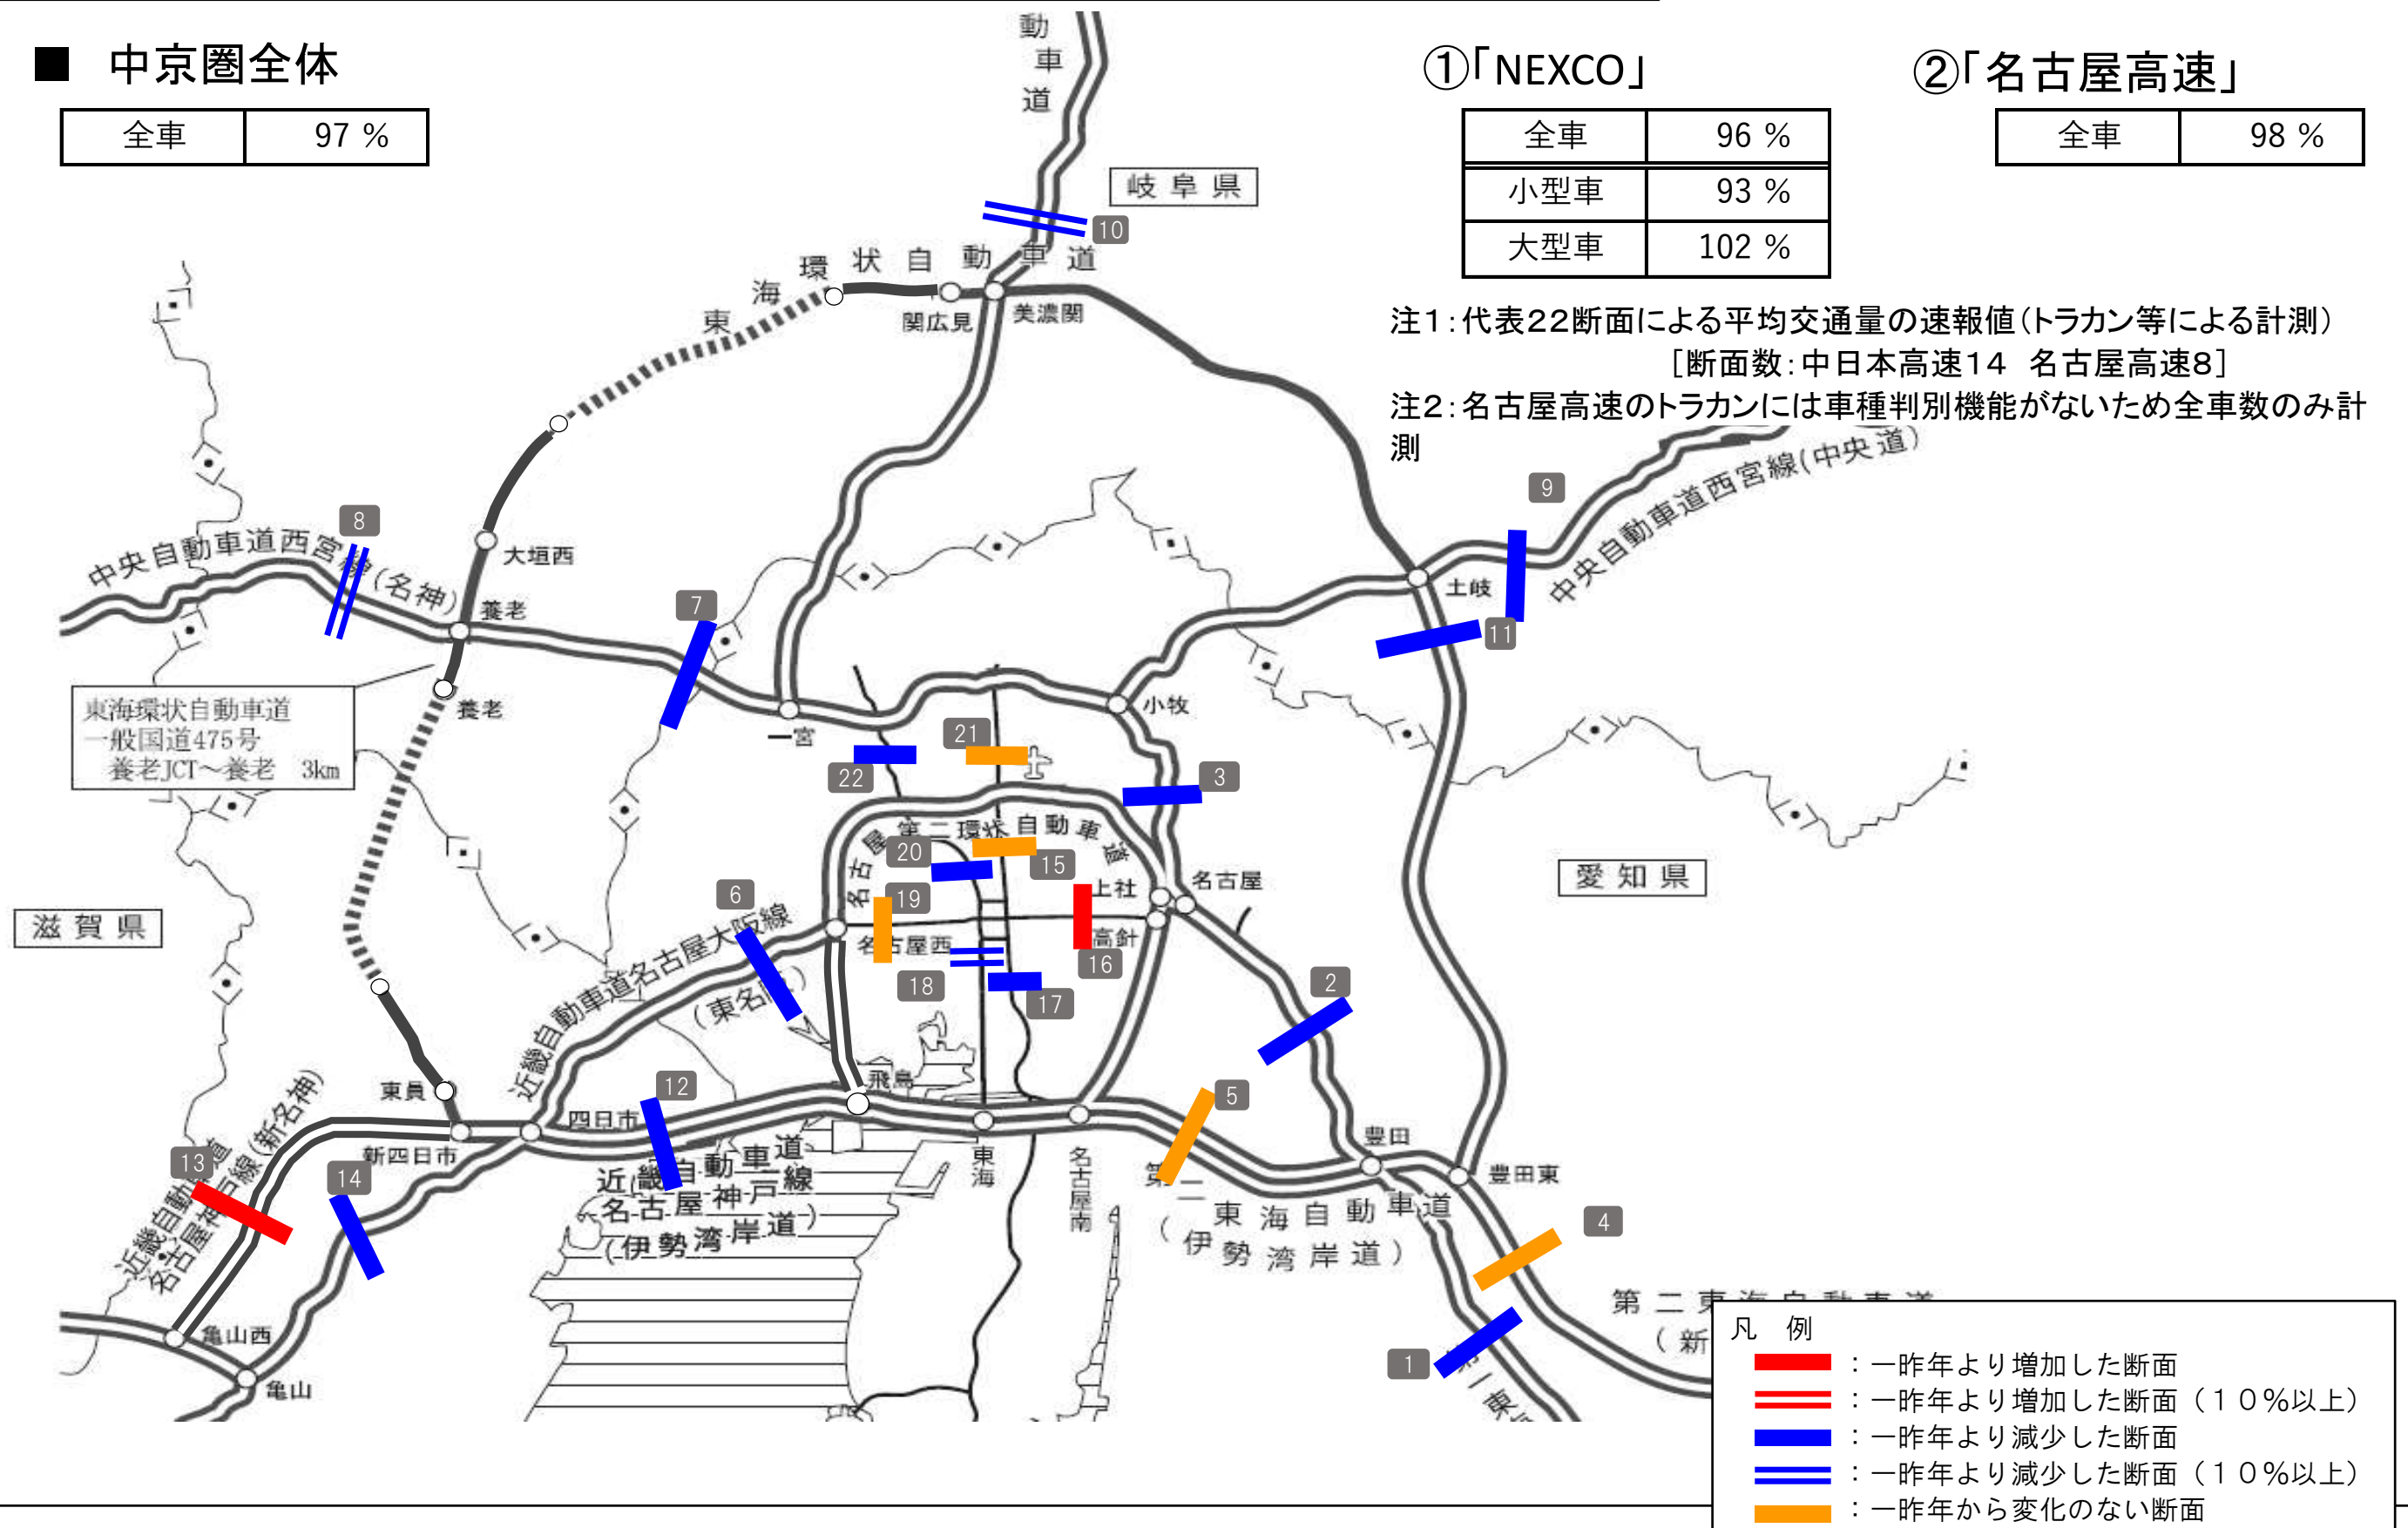 ■ 中京圏全体
全車 97 %
①「NEXCO」
全車 96 %
小型車 93 %
大型車 102 %
②「名古屋高速」
全車 98 %
注1：代表22断面による平均交通量の速報値（トラカン等による計測）
［断面数：中日本高速14 名古屋高速8］
注2：名古屋高速のトラカンには車種判別機能がないため全車数のみ計
測
動車道
岐阜県
10
東海環状自動車道
関広見
美濃関
中央自動車道西宮線(中央道)
9
8
中央自動車道西宮線(名神)
大垣西
養老
7
土岐
11
養老
東海環状自動車道
一般国道475号
養老JCT～養老 3km
一宮
小牧
21
22
3
名古屋第二環状自動車道
20
15
上社
名古屋
愛知県
19
6
滋賀県
名古屋西
高針
16
近畿自動車道名古屋大阪線
18
17
2
東員
飛島
12
5
四日市
新四日市
13
14
近畿自動車道
名古屋神戸線(新名神)
近畿自動車道
名古屋神戸線
(伊勢湾岸道)
東海
名古屋南
豊田
豊田東
第二東海自動車道
(伊勢湾岸道)
4
亀山西
亀山
1
凡 例
：一昨年より増加した断面
：一昨年より増加した断面（１０％以上）
：一昨年より減少した断面
：一昨年より減少した断面（１０％以上）
：一昨年から変化のない断面